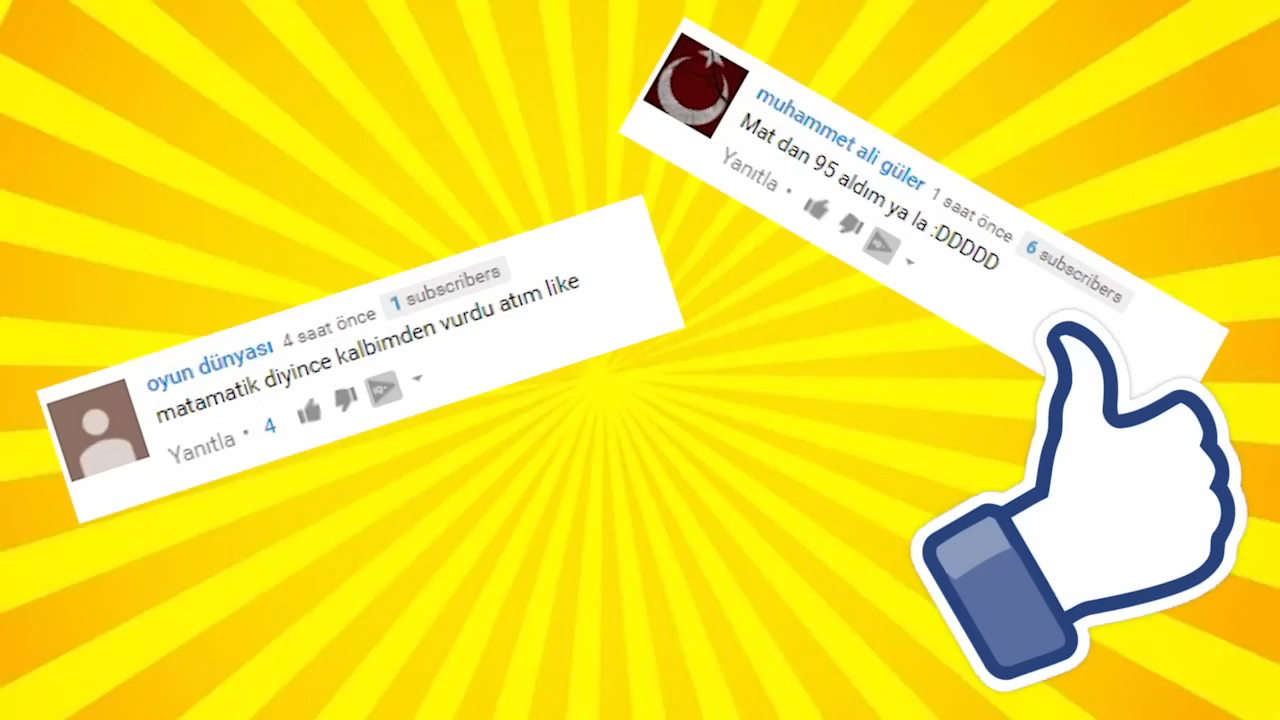 muhammet ali güler 1 saat önce 6 subscribers
Mat dan 95 aldım ya la :DDDDD
Yanıtla •
oyun dünyası 4 saat önce 1 subscribers
matamatik diyince kalbimden vurdu atım like
Yanıtla • 4